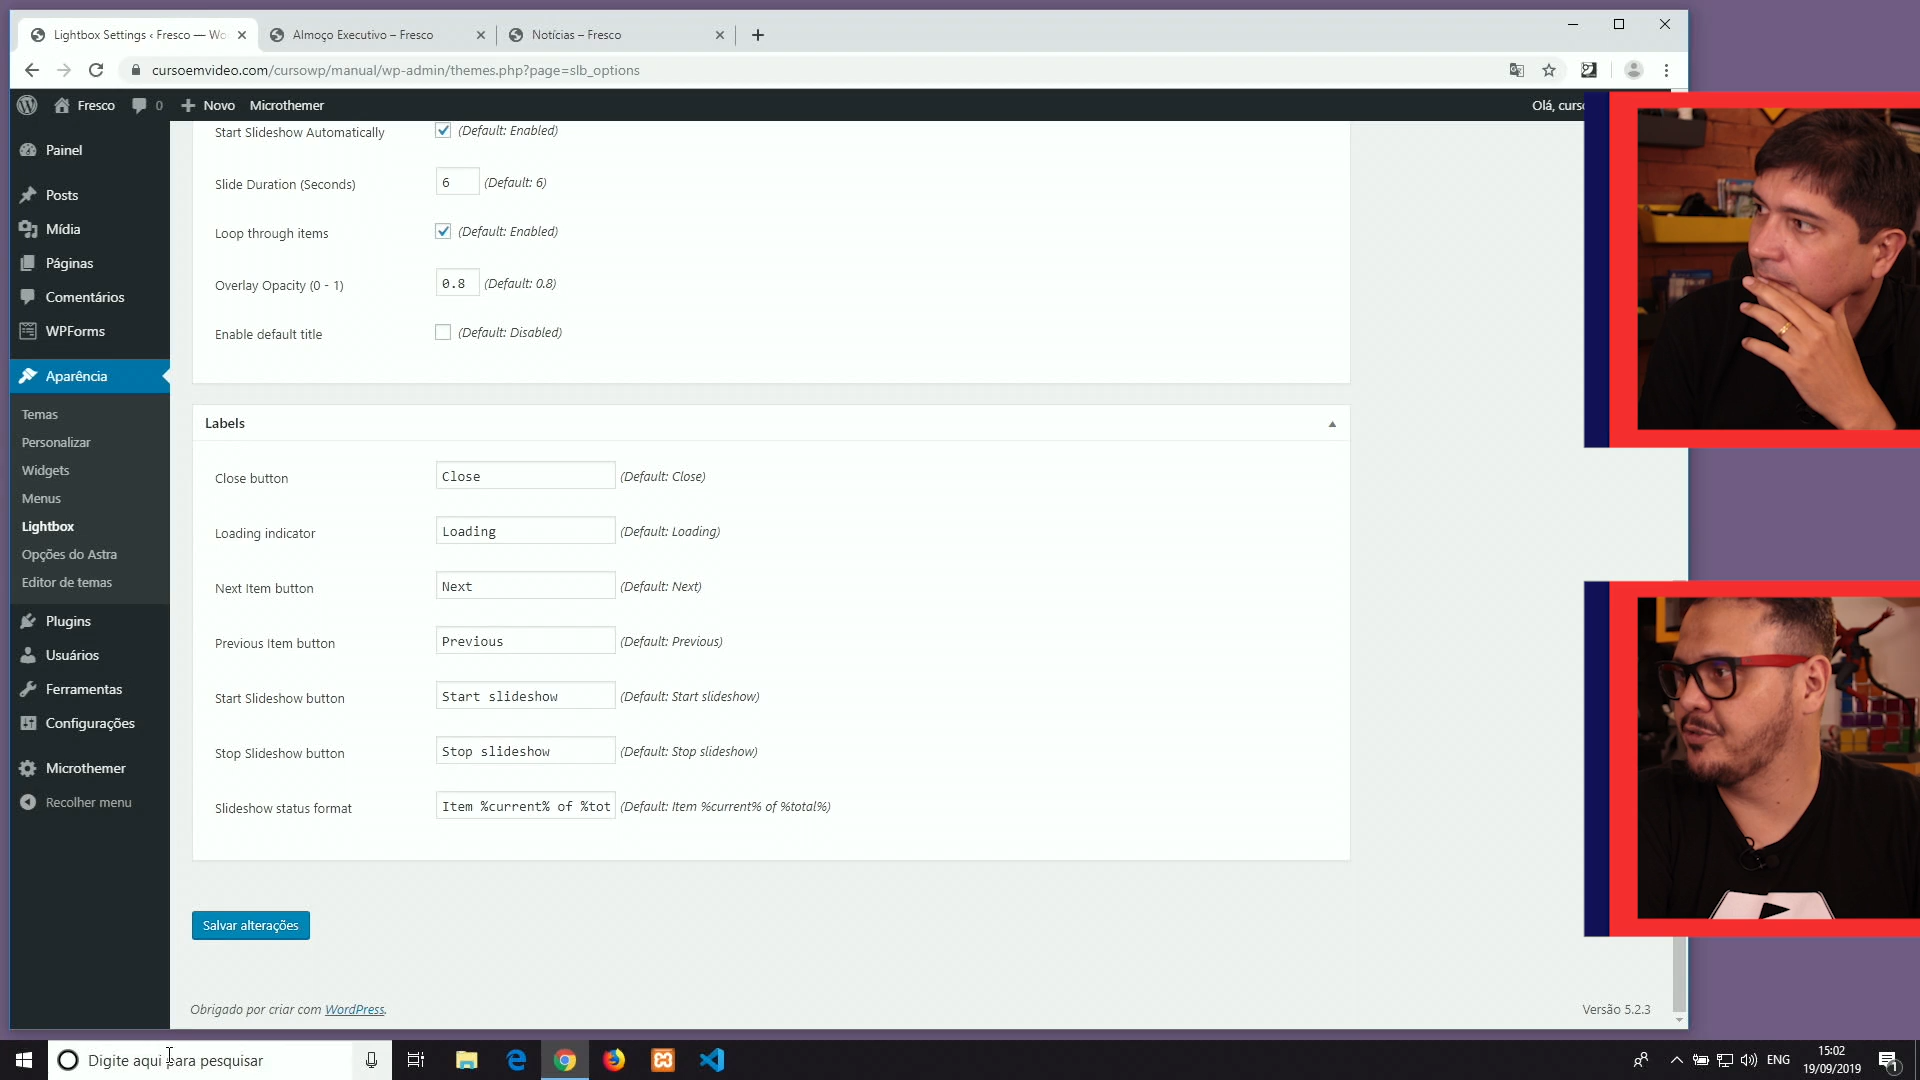 Lightbox Settings ‹ Fresco — Wo
Almoço Executivo – Fresco
Notícias – Fresco
cursoemvideo.com/cursowp/manual/wp-admin/themes.php?page=slb_options
Fresco
0
Novo
Microthemer
Olá, curso
Painel
Posts
Mídia
Páginas
Comentários
WPForms
Aparência
Temas
Personalizar
Widgets
Menus
Lightbox
Opções do Astra
Editor de temas
Plugins
Usuários
Ferramentas
Configurações
Microthemer
Recolher menu
Start Slideshow Automatically (Default: Enabled)
Slide Duration (Seconds) 6 (Default: 6)
Loop through items (Default: Enabled)
Overlay Opacity (0 - 1) 0.8 (Default: 0.8)
Enable default title (Default: Disabled)
Labels
Close button Close (Default: Close)
Loading indicator Loading (Default: Loading)
Next Item button Next (Default: Next)
Previous Item button Previous (Default: Previous)
Start Slideshow button Start slideshow (Default: Start slideshow)
Stop Slideshow button Stop slideshow (Default: Stop slideshow)
Slideshow status format Item %current% of %tot (Default: Item %current% of %total%)
Salvar alterações
Obrigado por criar com WordPress.
Versão 5.2.3
Digite aqui para pesquisar
ENG
15:02
19/09/2019
1